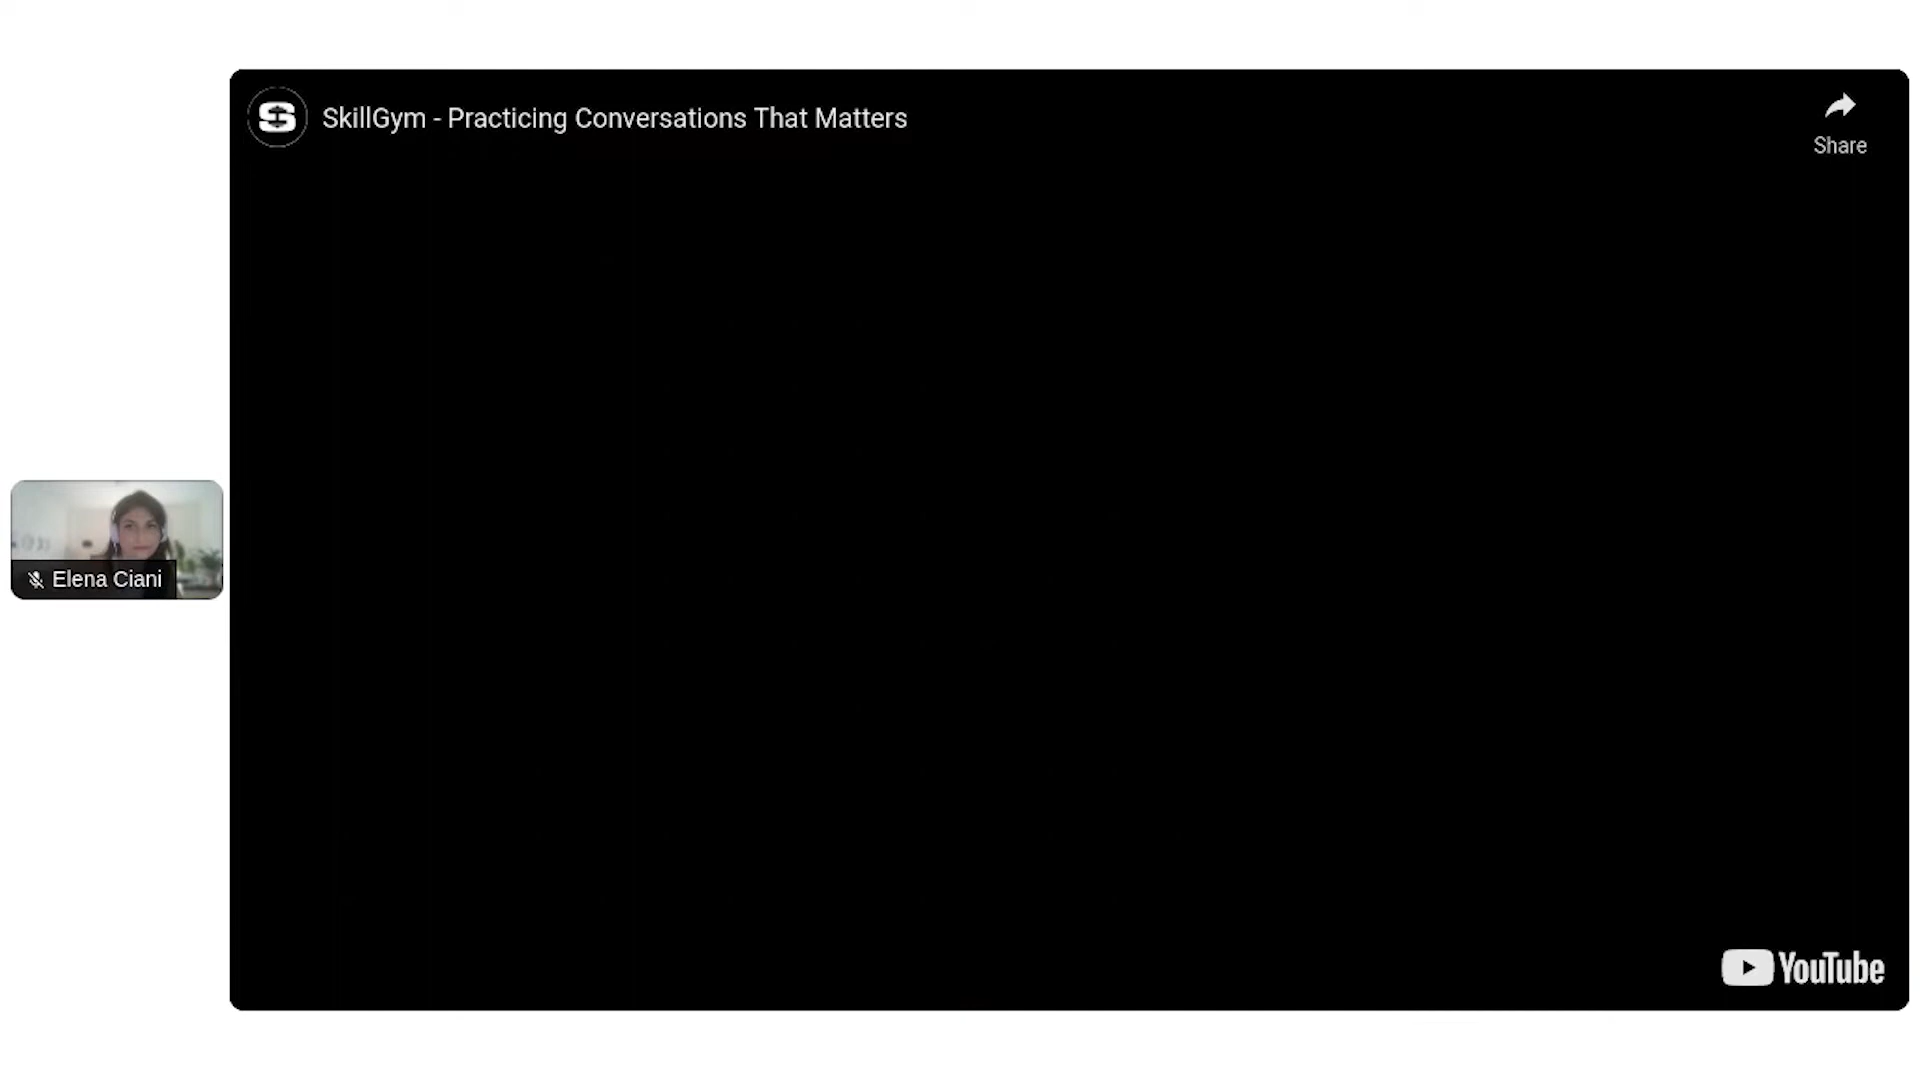 SkillGym - Practicing Conversations That Matters
Share
Elena Ciani
YouTube